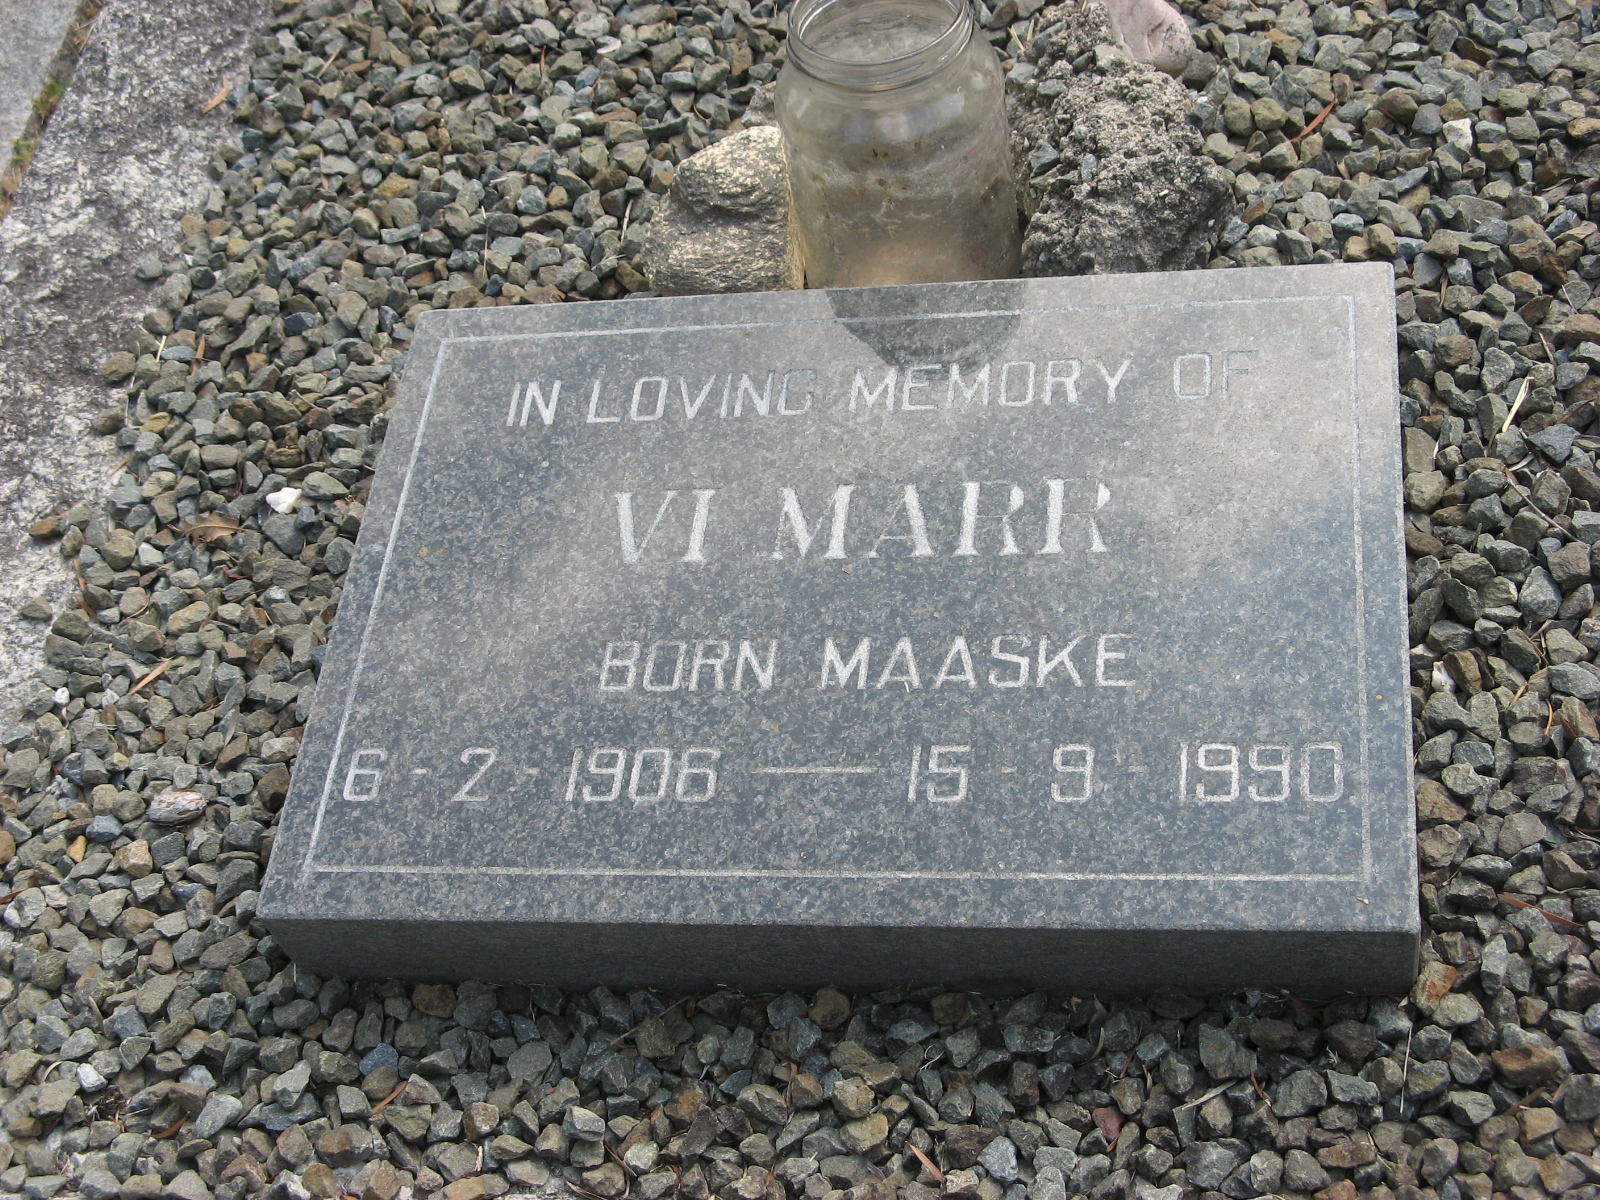 IN LOVING MEMORY OF
VI MARR
BORN MAASKE
6 - 2 - 1906 — 15 - 9 - 1990